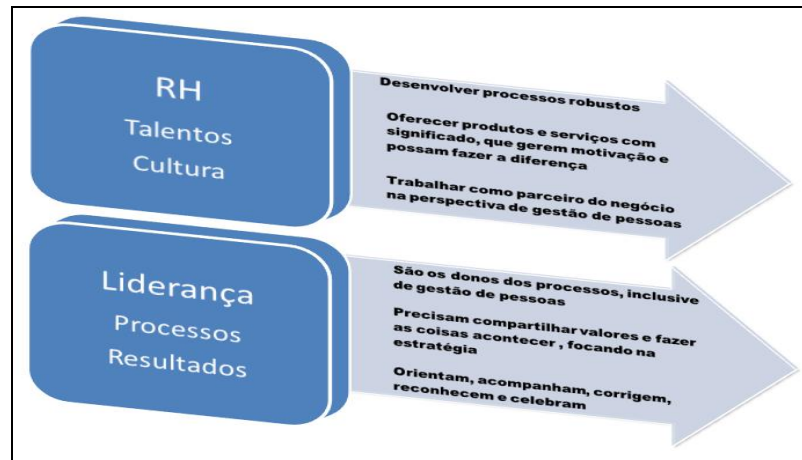 RH
Talentos
Cultura
Desenvolver processos robustos
Oferecer produtos e serviços com
significado, que gerem motivação e
possam fazer a diferença
Trabalhar como parceiro do negócio
na perspectiva de gestão de pessoas
Liderança
Processos
Resultados
São os donos dos processos, inclusive
de gestão de pessoas
Precisam compartilhar valores e fazer
as coisas acontecer , focando na
estratégia
Orientam, acompanham, corrigem,
reconhecem e celebram